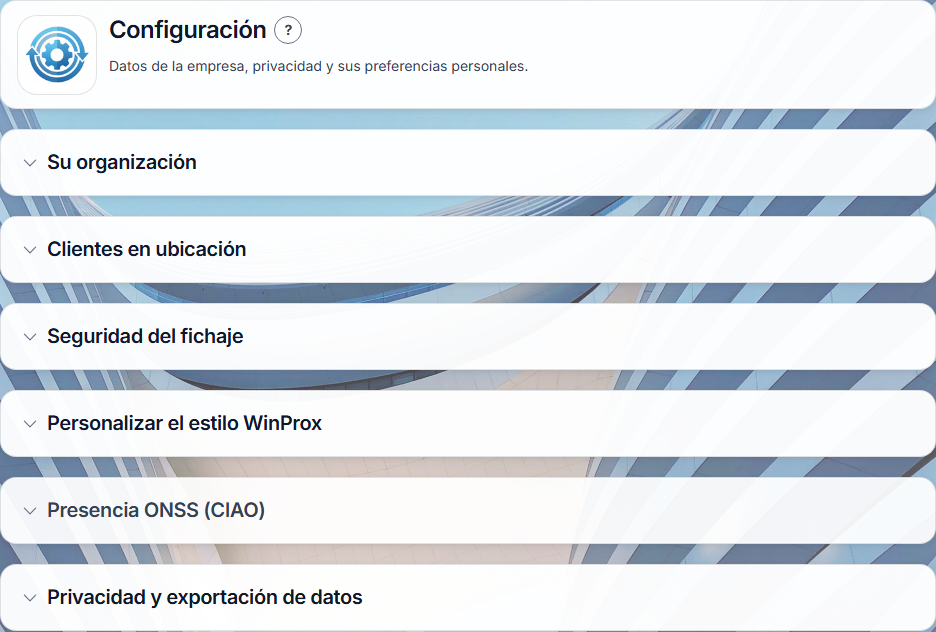 Configuración ?
Datos de la empresa, privacidad y sus preferencias personales.
Su organización
Clientes en ubicación
Seguridad del fichaje
Personalizar el estilo WinProx
Presencia ONSS (CIAO)
Privacidad y exportación de datos